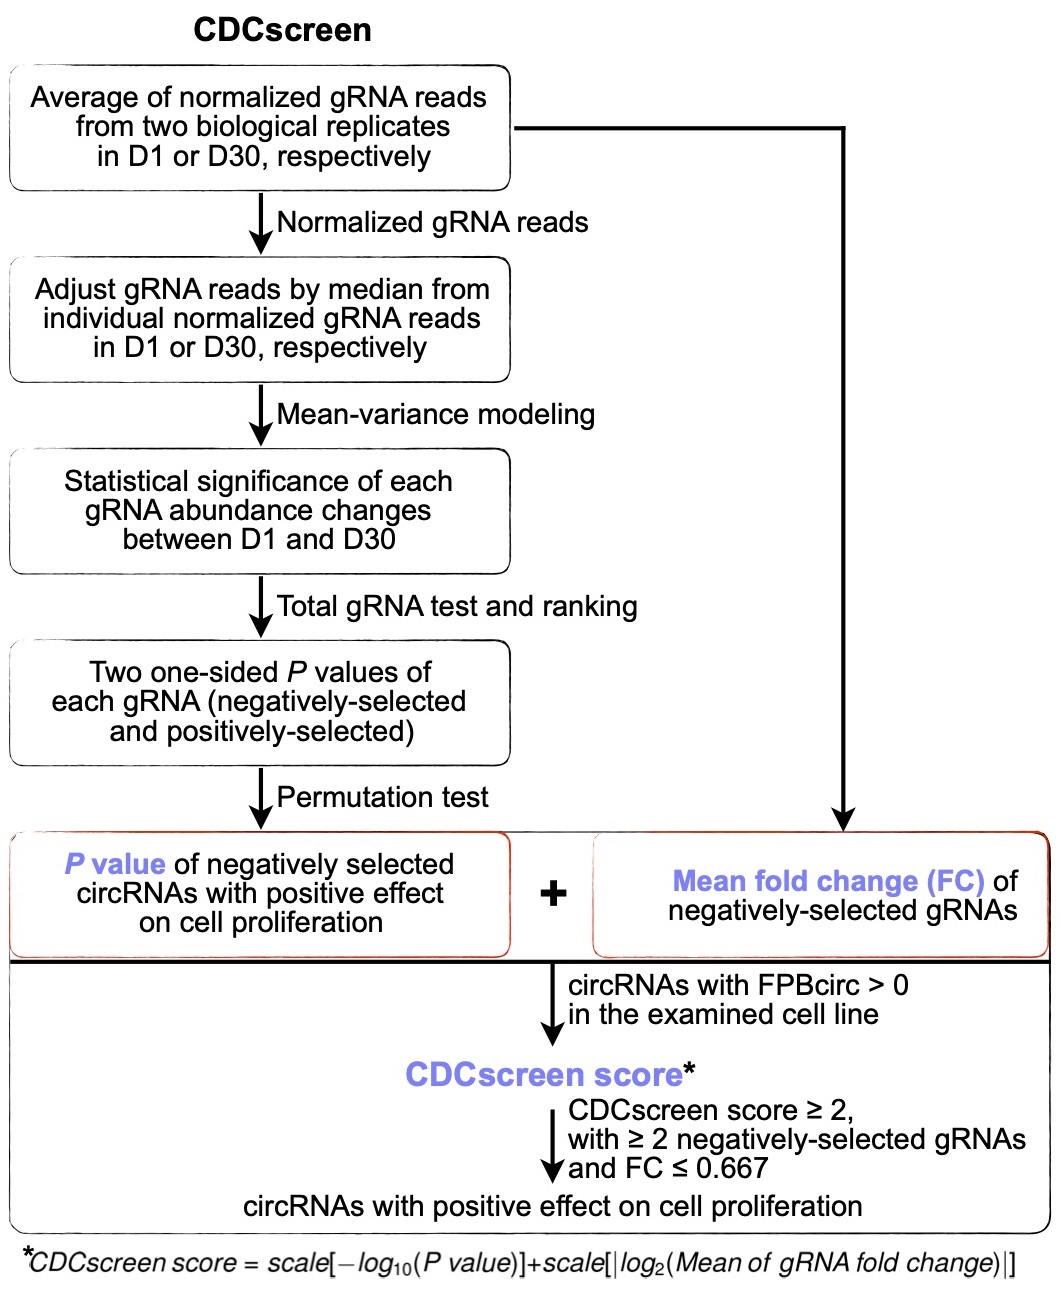 CDCscreen
Average of normalized gRNA reads
from two biological replicates
in D1 or D30, respectively
Normalized gRNA reads
Adjust gRNA reads by median from
individual normalized gRNA reads
in D1 or D30, respectively
Mean-variance modeling
Statistical significance of each
gRNA abundance changes
between D1 and D30
Total gRNA test and ranking
Two one-sided P values of
each gRNA (negatively-selected
and positively-selected)
Permutation test
P value of negatively selected
circRNAs with positive effect
on cell proliferation
+
Mean fold change (FC) of
negatively-selected gRNAs
circRNAs with FPBcirc > 0
in the examined cell line
CDCscreen score*
CDCscreen score ≥ 2,
with ≥ 2 negatively-selected gRNAs
and FC ≤ 0.667
circRNAs with positive effect on cell proliferation
*CDCscreen score = scale[−log₁₀(P value)]+scale[|log₂(Mean of gRNA fold change)|]